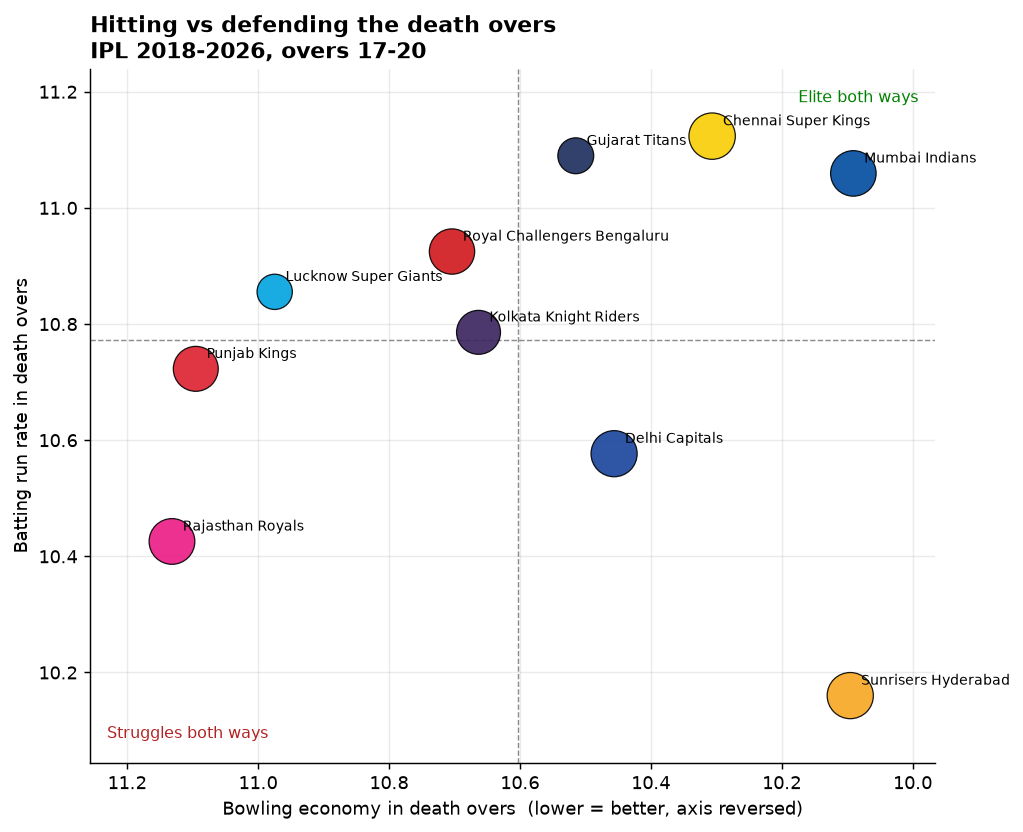 Hitting vs defending the death overs
IPL 2018-2026, overs 17-20
11.2
11.0
10.8
10.6
10.4
10.2
Batting run rate in death overs
Elite both ways
Chennai Super Kings
Gujarat Titans
Mumbai Indians
Royal Challengers Bengaluru
Lucknow Super Giants
Kolkata Knight Riders
Punjab Kings
Delhi Capitals
Rajasthan Royals
Sunrisers Hyderabad
Struggles both ways
11.2 11.0 10.8 10.6 10.4 10.2 10.0
Bowling economy in death overs  (lower = better, axis reversed)